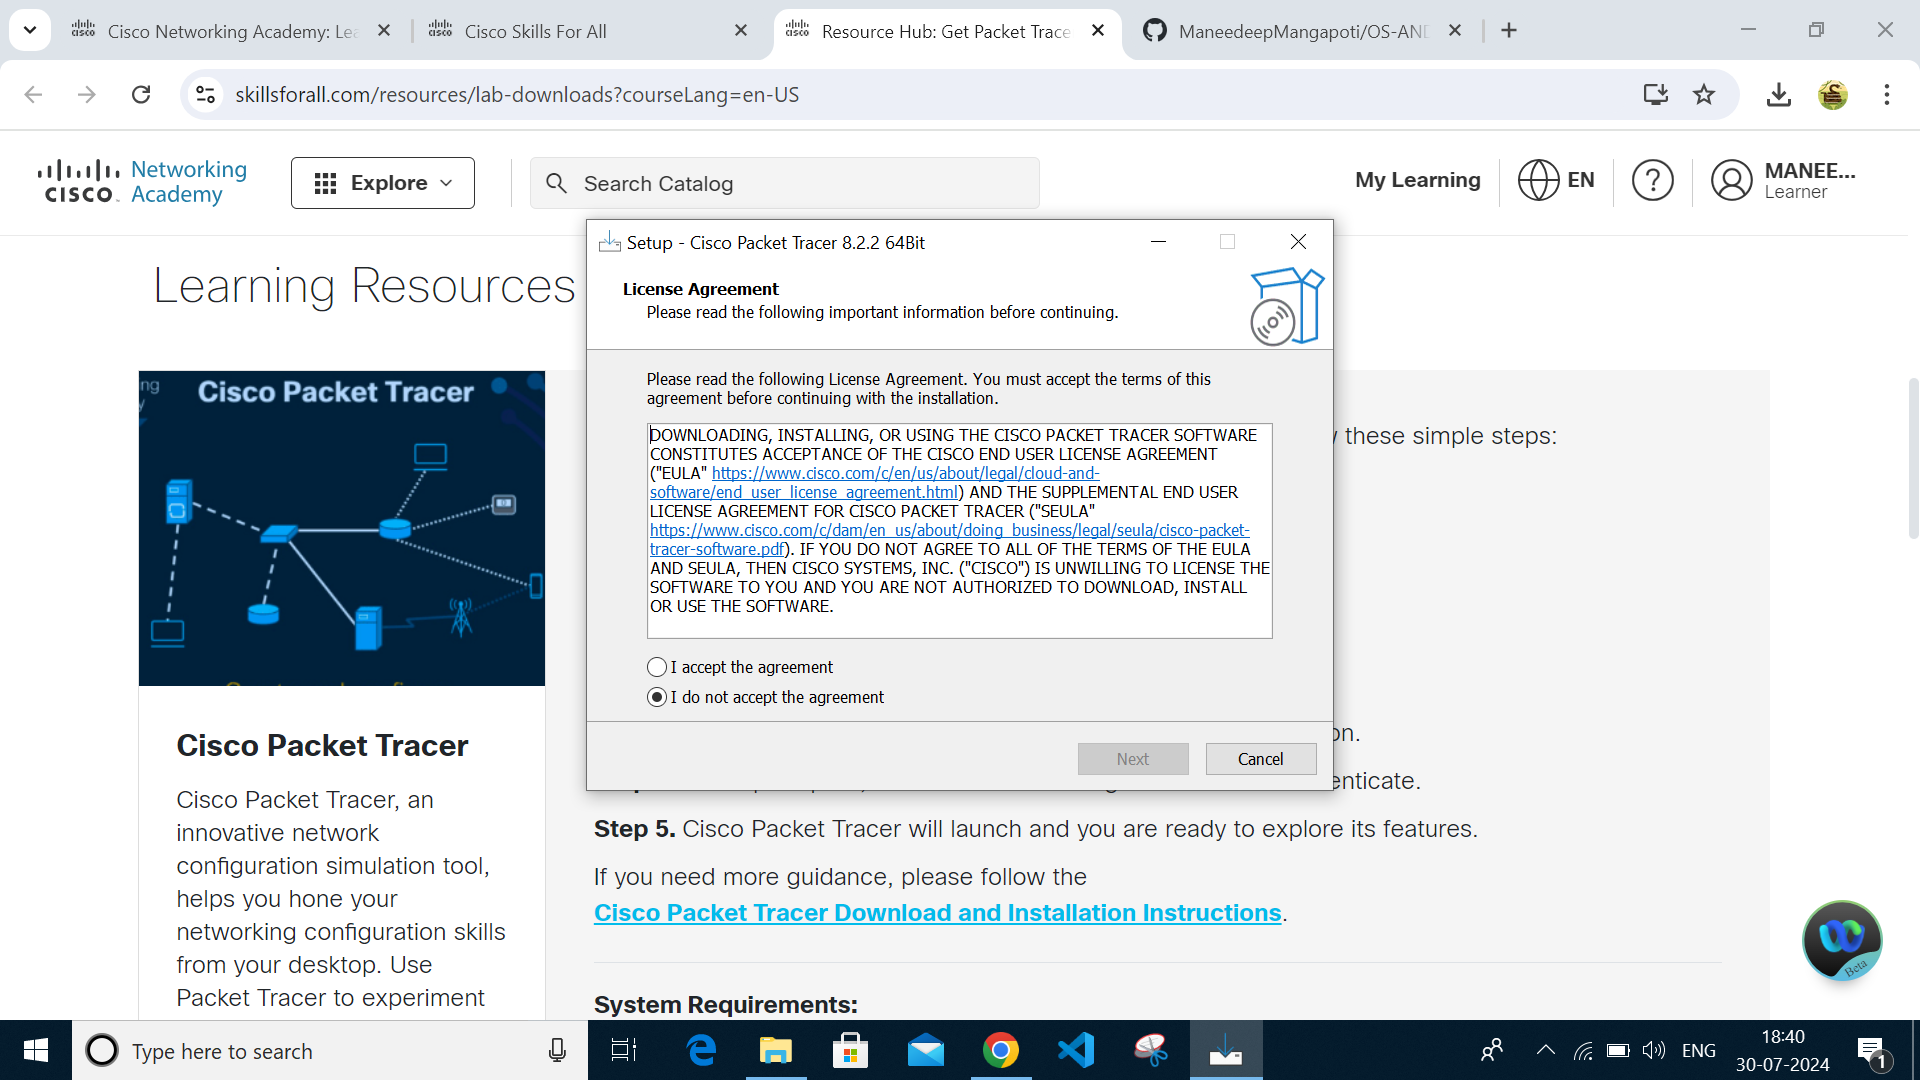 Cisco Networking Academy: Lea
Cisco Skills For All
Resource Hub: Get Packet Trace
ManeedeepMangapoti/OS-AND
skillsforall.com/resources/lab-downloads?courseLang=en-US
CISCO
Networking
Academy
Explore
Search Catalog
My Learning
EN
MANEE...
Learner
Learning Resources
Cisco Packet Tracer
Cisco Packet Tracer
Cisco Packet Tracer, an
innovative network
configuration simulation tool,
helps you hone your
networking configuration skills
from your desktop. Use
Packet Tracer to experiment
Setup - Cisco Packet Tracer 8.2.2 64Bit
License Agreement
Please read the following important information before continuing.
Please read the following License Agreement. You must accept the terms of this
agreement before continuing with the installation.
DOWNLOADING, INSTALLING, OR USING THE CISCO PACKET TRACER SOFTWARE
CONSTITUTES ACCEPTANCE OF THE CISCO END USER LICENSE AGREEMENT
("EULA" https://www.cisco.com/c/en/us/about/legal/cloud-and-
software/end_user_license_agreement.html) AND THE SUPPLEMENTAL END USER
LICENSE AGREEMENT FOR CISCO PACKET TRACER ("SEULA"
https://www.cisco.com/c/dam/en_us/about/doing_business/legal/seula/cisco-packet-
tracer-software.pdf). IF YOU DO NOT AGREE TO ALL OF THE TERMS OF THE EULA
AND SEULA, THEN CISCO SYSTEMS, INC. ("CISCO") IS UNWILLING TO LICENSE THE
SOFTWARE TO YOU AND YOU ARE NOT AUTHORIZED TO DOWNLOAD, INSTALL
OR USE THE SOFTWARE.
I accept the agreement
I do not accept the agreement
Next
Cancel
these simple steps:
on.
enticate.
Step 5. Cisco Packet Tracer will launch and you are ready to explore its features.
If you need more guidance, please follow the
Cisco Packet Tracer Download and Installation Instructions.
System Requirements:
Beta
Type here to search
ENG
18:40
30-07-2024
1